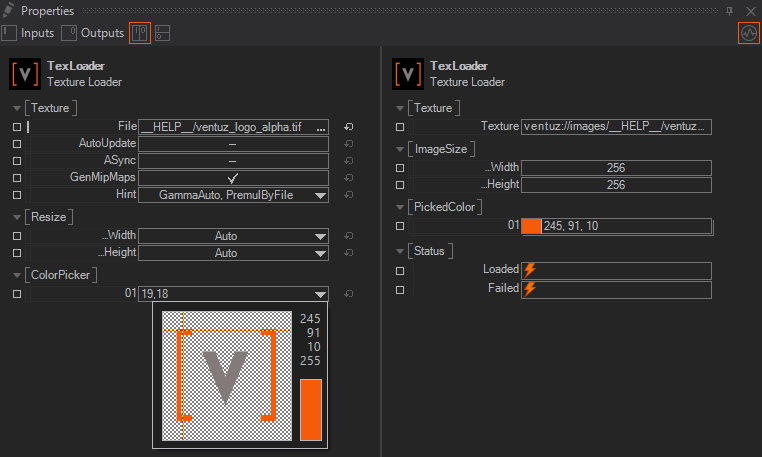 Properties
Inputs Outputs
TexLoader
Texture Loader
Texture
File __HELP__/ventuz_logo_alpha.tif ...
AutoUpdate –
ASync –
GenMipMaps
Hint GammaAuto, PremulByFile
Resize
...Width Auto
...Height Auto
ColorPicker
01 19,18
V
245
91
10
255
TexLoader
Texture Loader
Texture
Texture ventuz://images/__HELP__/ventuz...
ImageSize
...Width 256
...Height 256
PickedColor
01 245, 91, 10
Status
Loaded
Failed